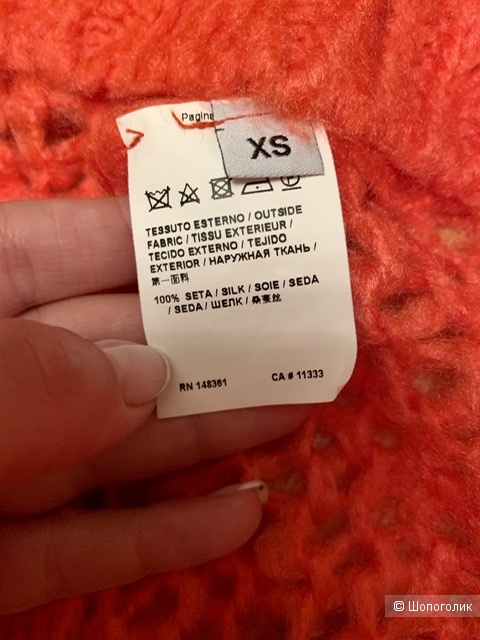 Pagina
XS
TESSUTO ESTERNO / OUTSIDE
FABRIC / TISSU EXTERIEUR /
TECIDO EXTERNO / TEJIDO
EXTERIOR / НАРУЖНАЯ ТКАНЬ /
第一面料
100% SETA / SILK / SOIE / SEDA
/ SEDA / ШЕЛК / 桑蚕丝
RN 148361
CA # 11333
© Шопоголик